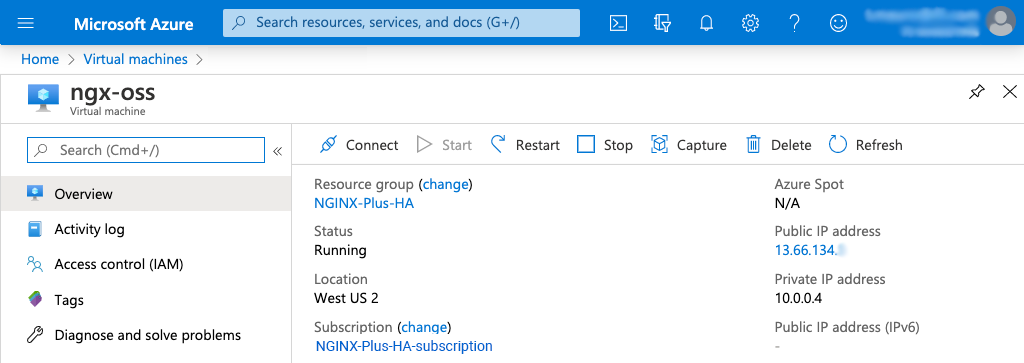 Microsoft Azure
Search resources, services, and docs (G+/)
Home > Virtual machines >
ngx-oss
Virtual machine
Search (Cmd+/)
Overview
Activity log
Access control (IAM)
Tags
Diagnose and solve problems
Connect Start Restart Stop Capture Delete Refresh
Resource group (change)
NGINX-Plus-HA
Status
Running
Location
West US 2
Subscription (change)
NGINX-Plus-HA-subscription
Azure Spot
N/A
Public IP address
13.66.134.
Private IP address
10.0.0.4
Public IP address (IPv6)
-